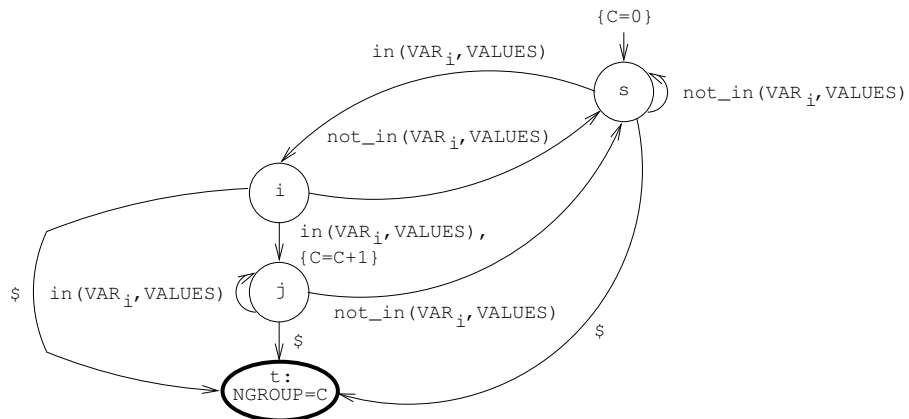 {C=0}
in(VAR_i,VALUES)
s
not_in(VAR_i,VALUES)
not_in(VAR_i,VALUES)
i
in(VAR_i,VALUES),
{C=C+1}
$
in(VAR_i,VALUES)
j
not_in(VAR_i,VALUES)
$
$
t:
NGROUP=C